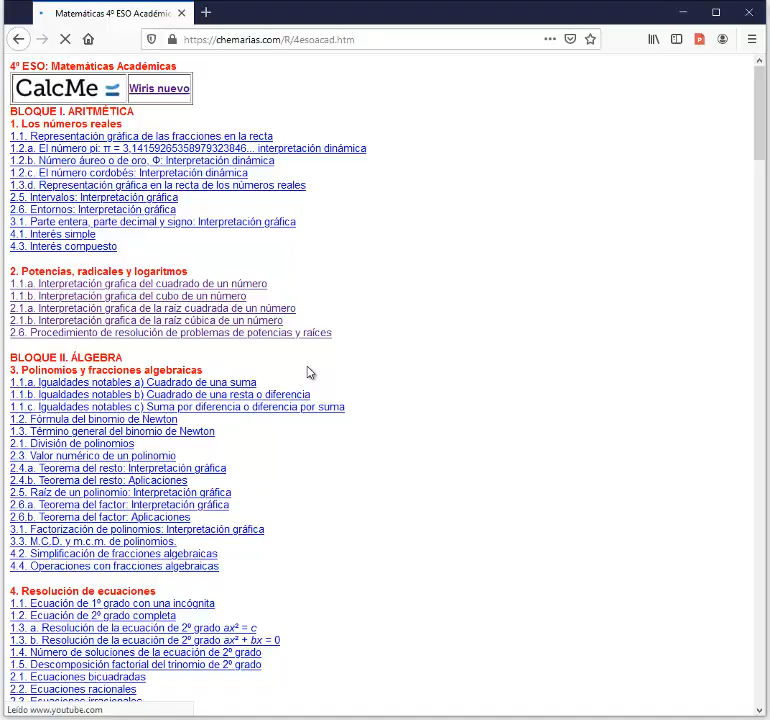 Matemáticas 4º ESO Académic
https://chemarias.com/R/4esoacad.htm
4º ESO: Matemáticas Académicas
CalcMe Wiris nuevo
BLOQUE I. ARITMÉTICA
1. Los números reales
1.1. Representación gráfica de las fracciones en la recta
1.2.a. El número pi: π = 3,14159265358979323846... interpretación dinámica
1.2.b. Número áureo o de oro, Φ: Interpretación dinámica
1.2.c. El número cordobés: Interpretación dinámica
1.3.d. Representación gráfica en la recta de los números reales
2.5. Intervalos: Interpretación gráfica
2.6. Entornos: Interpretación gráfica
3.1. Parte entera, parte decimal y signo: Interpretación gráfica
4.1. Interés simple
4.3. Interés compuesto
2. Potencias, radicales y logaritmos
1.1.a. Interpretación grafica del cuadrado de un número
1.1.b. Interpretación grafica del cubo de un número
2.1.a. Interpretación grafica de la raíz cuadrada de un número
2.1.b. Interpretación grafica de la raíz cúbica de un número
2.6. Procedimiento de resolución de problemas de potencias y raíces
BLOQUE II. ÁLGEBRA
3. Polinomios y fracciones algebraicas
1.1.a. Igualdades notables a) Cuadrado de una suma
1.1.b. Igualdades notables b) Cuadrado de una resta o diferencia
1.1.c. Igualdades notables c) Suma por diferencia o diferencia por suma
1.2. Fórmula del binomio de Newton
1.3. Término general del binomio de Newton
2.1. División de polinomios
2.3. Valor numérico de un polinomio
2.4.a. Teorema del resto: Interpretación gráfica
2.4.b. Teorema del resto: Aplicaciones
2.5. Raíz de un polinomio: Interpretación gráfica
2.6.a. Teorema del factor: Interpretación gráfica
2.6.b. Teorema del factor: Aplicaciones
3.1. Factorización de polinomios: Interpretación gráfica
3.3. M.C.D. y m.c.m. de polinomios.
4.2. Simplificación de fracciones algebraicas
4.4. Operaciones con fracciones algebraicas
4. Resolución de ecuaciones
1.1. Ecuación de 1º grado con una incógnita
1.2. Ecuación de 2º grado completa
1.3. a. Resolución de la ecuación de 2º grado ax² = c
1.3. b. Resolución de la ecuación de 2º grado ax² + bx = 0
1.4. Número de soluciones de la ecuación de 2º grado
1.5. Descomposición factorial del trinomio de 2º grado
2.1. Ecuaciones bicuadradas
2.2. Ecuaciones racionales
2.3. Ecuaciones irracionales
Leído www.youtube.com